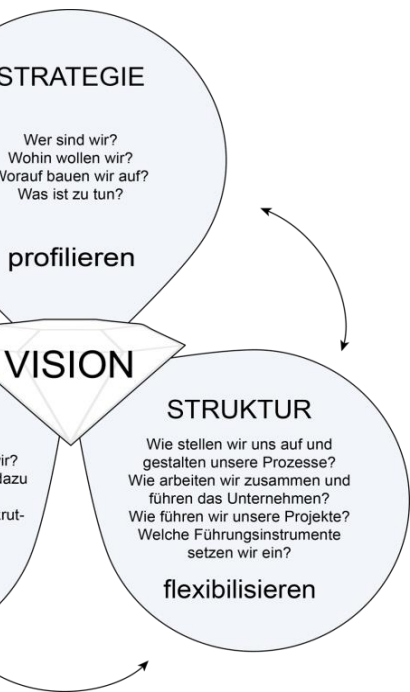 STRATEGIE
Wer sind wir?
Wohin wollen wir?
Worauf bauen wir auf?
Was ist zu tun?
profilieren
VISION
STRUKTUR
Wie stellen wir uns auf und
gestalten unsere Prozesse?
Wie arbeiten wir zusammen und
führen das Unternehmen?
Wie führen wir unsere Projekte?
Welche Führungsinstrumente
setzen wir ein?
flexibilisieren
dazu